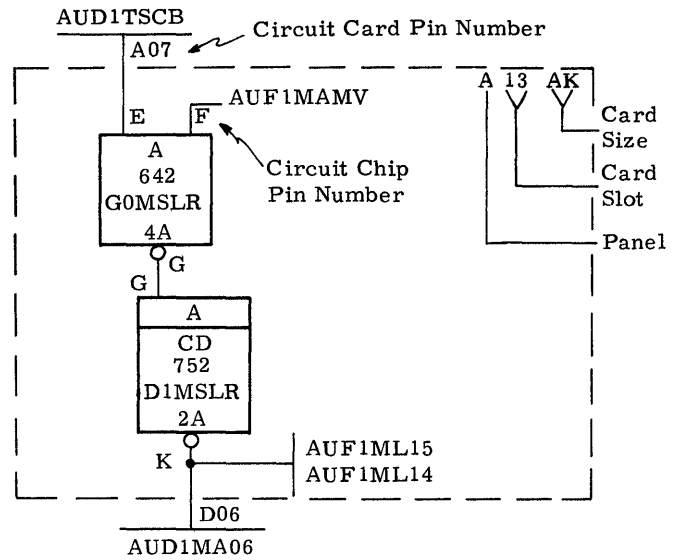 AUD1TSCB
A07
Circuit Card Pin Number
A 13 AK
E
F
AUF1MAMV
Card
Size
A
642
G0MSLR
4A
Circuit Chip
Pin Number
Card
Slot
Panel
G
G
A
CD
752
D1MSLR
2A
K
AUF1ML15
AUF1ML14
D06
AUD1MA06